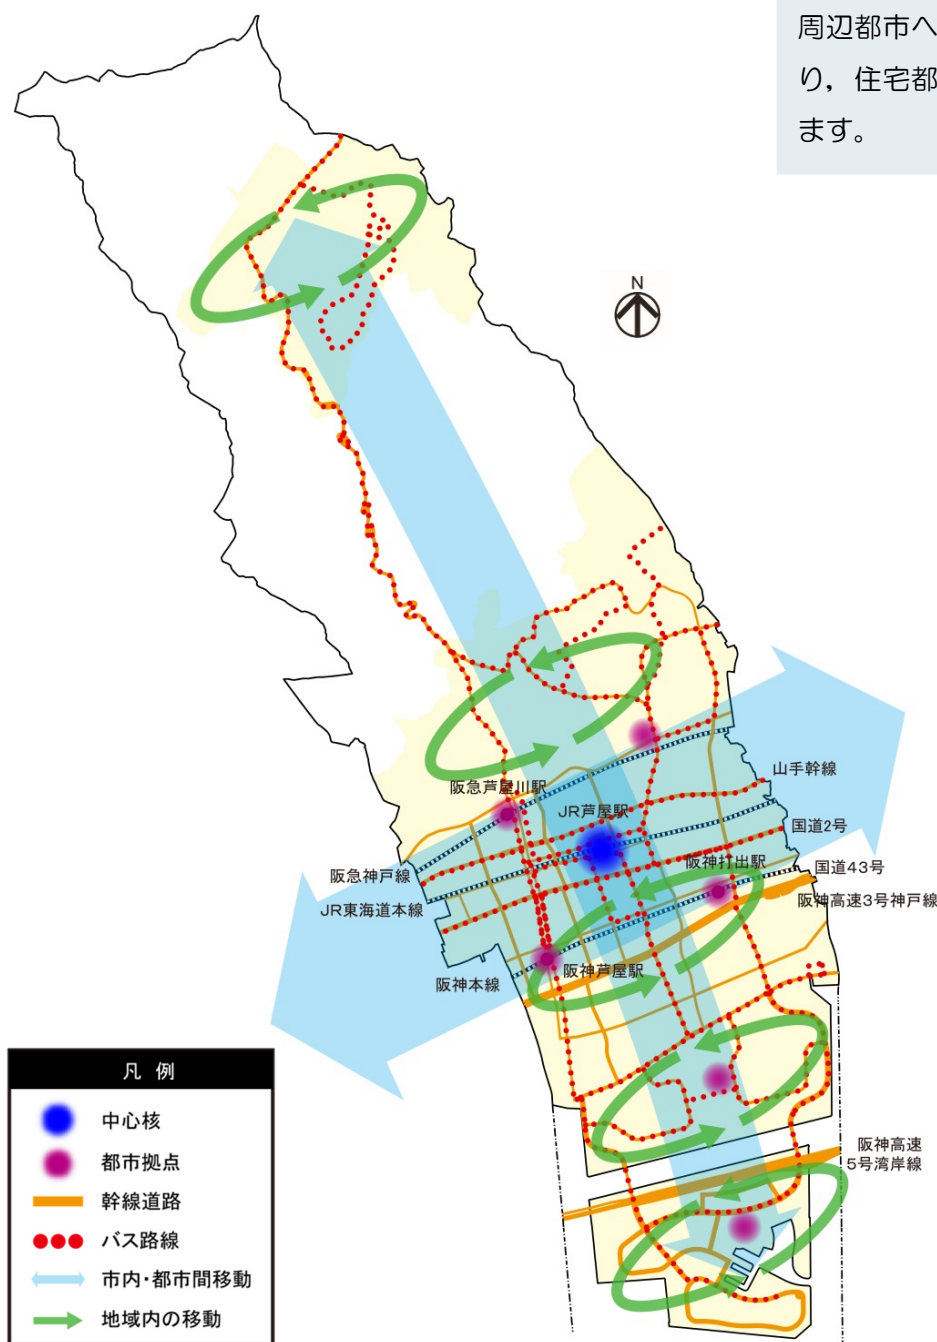 周辺都市へ
り，住宅都
ます。
N
山手幹線
阪急芦屋川駅
JR芦屋駅
国道2号
阪神打出駅
国道43号
阪急神戸線
阪神高速3号神戸線
JR東海道本線
阪神芦屋駅
阪神本線
阪神高速
5号湾岸線
凡 例
中心核
都市拠点
幹線道路
バス路線
市内・都市間移動
地域内の移動